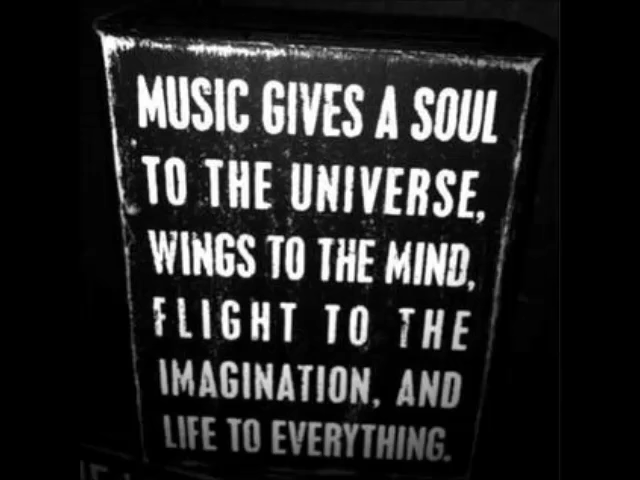 MUSIC GIVES A SOUL
TO THE UNIVERSE,
WINGS TO THE MIND,
FLIGHT TO THE
IMAGINATION, AND
LIFE TO EVERYTHING.